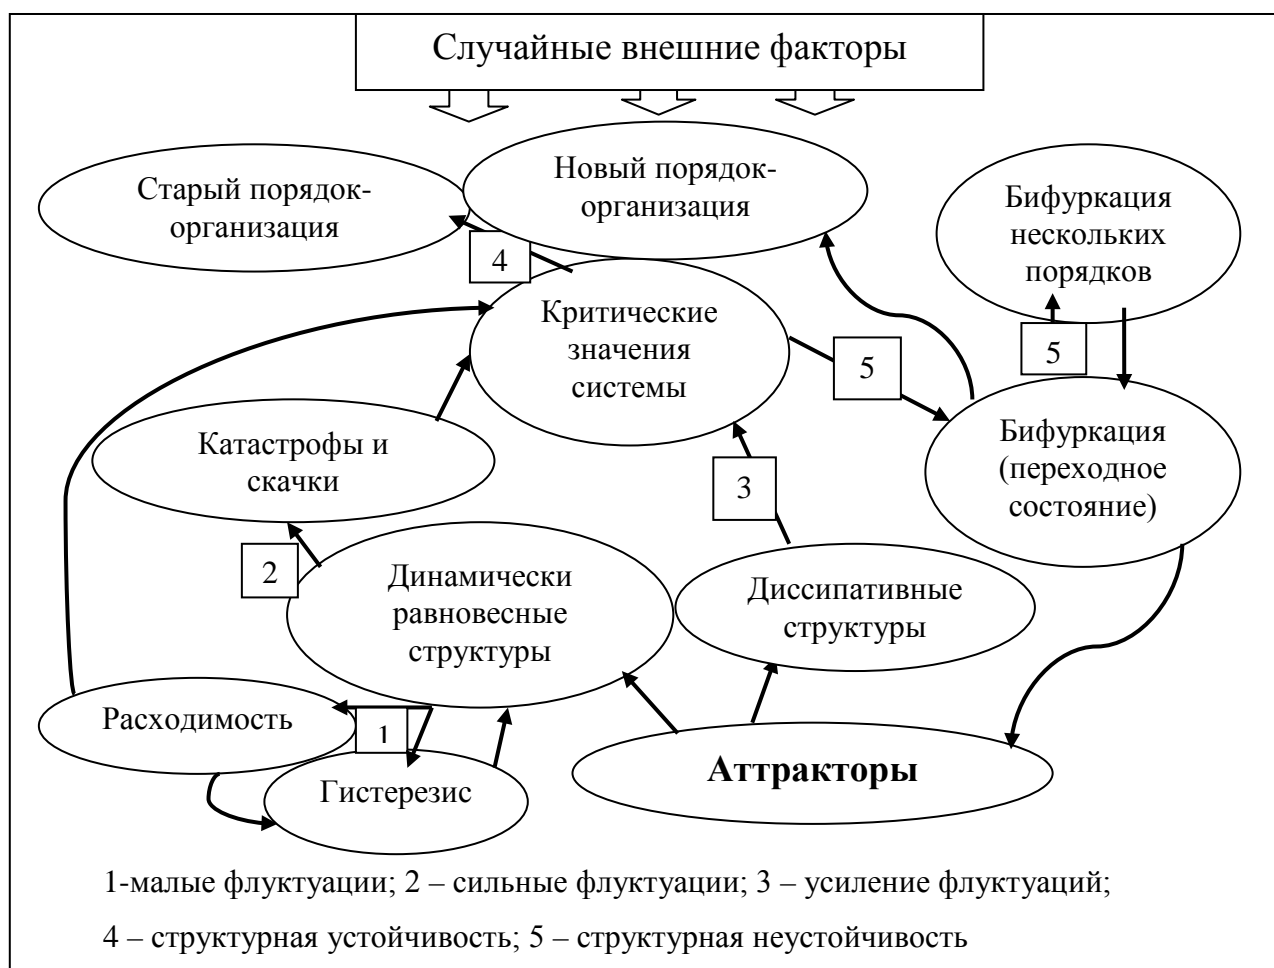 Случайные внешние факторы
Старый порядок-
организация
Новый порядок-
организация
Бифуркация
нескольких
порядков
4
Критические
значения
системы
5
5
Катастрофы и
скачки
3
Бифуркация
(переходное
состояние)
2
Динамически
равновесные
структуры
Диссипативные
структуры
Расходимость
1
Гистерезис
Аттракторы
1-малые флуктуации; 2 – сильные флуктуации; 3 – усиление флуктуаций;
4 – структурная устойчивость; 5 – структурная неустойчивость